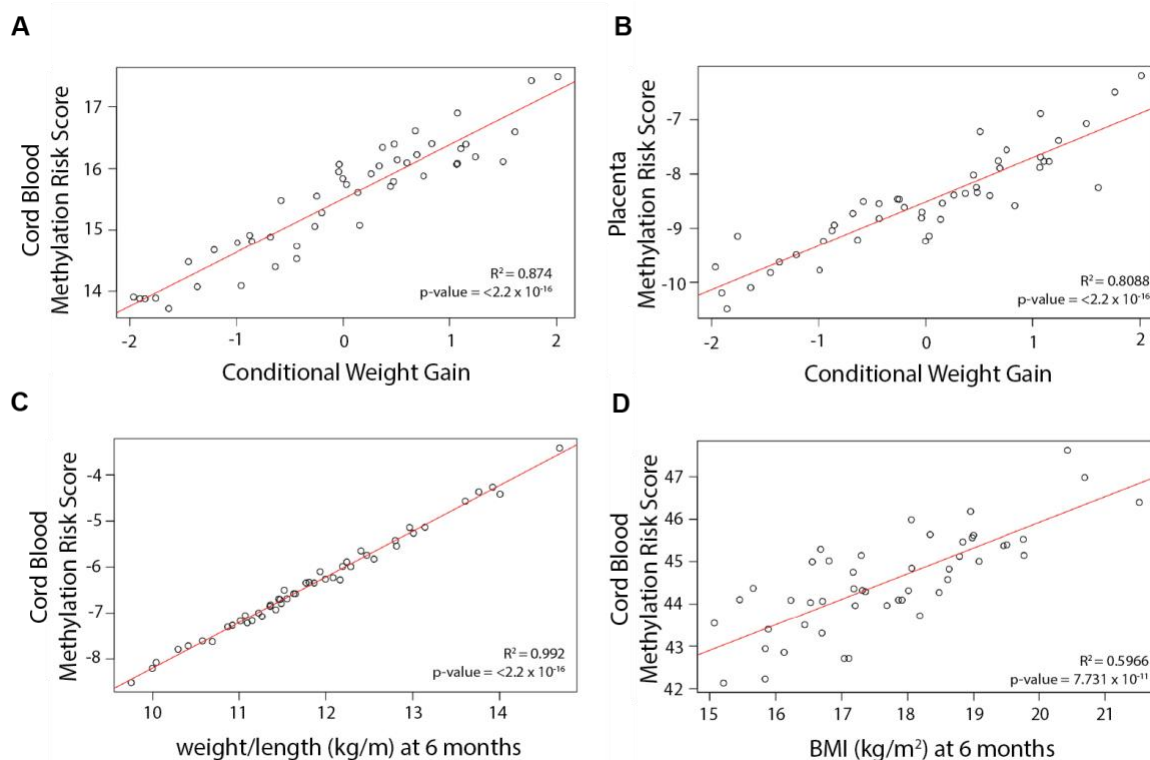 A
Cord Blood
Methylation Risk Score
17
16
15
14
R² = 0.874
p-value = <2.2 x 10⁻¹⁶
-2
-1
0
1
2
Conditional Weight Gain
B
Placenta
Methylation Risk Score
-7
-8
-9
-10
R² = 0.8088
p-value = <2.2 x 10⁻¹⁶
-2
-1
0
1
2
Conditional Weight Gain
C
Cord Blood
Methylation Risk Score
-4
-5
-6
-7
-8
R² = 0.992
p-value = <2.2 x 10⁻¹⁶
10
11
12
13
14
weight/length (kg/m) at 6 months
D
Cord Blood
Methylation Risk Score
47
46
45
44
43
42
R² = 0.5966
p-value = 7.731 x 10⁻¹¹
15
16
17
18
19
20
21
BMI (kg/m²) at 6 months